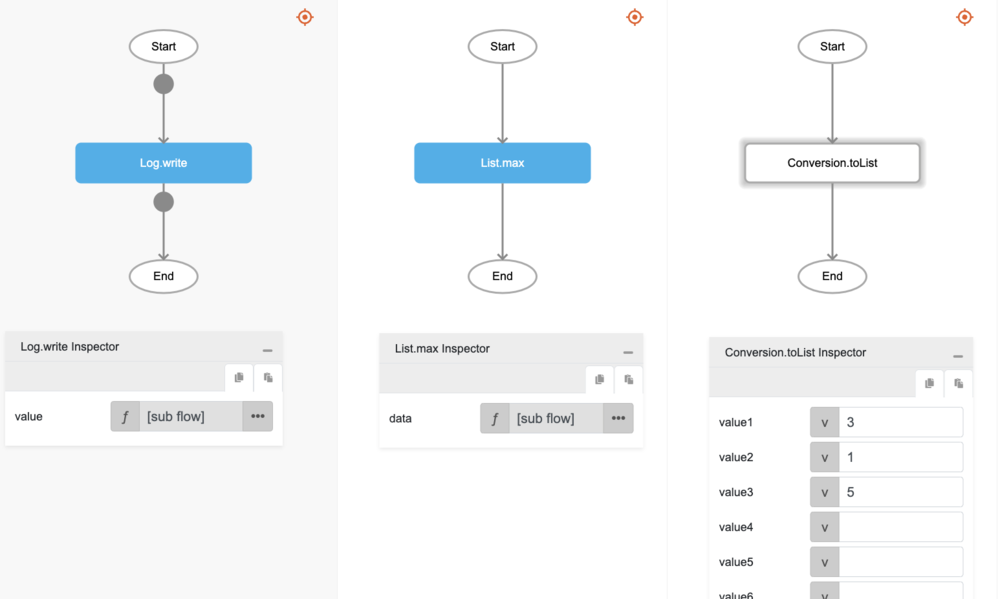 Start
Log.write
End
Log.write Inspector
value
f [sub flow] •••
Start
List.max
End
List.max Inspector
data
f [sub flow] •••
Start
Conversion.toList
End
Conversion.toList Inspector
value1 v 3
value2 v 1
value3 v 5
value4 v
value5 v
value6 v